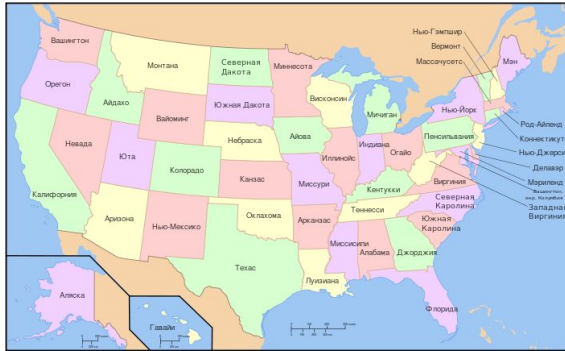 Нью-Гэмпшир
Вермонт
Массачусетс
Мэн
Вашингтон
Монтана
Северная
Дакота
Миннесота
Орегон
Айдахо
Южная Дакота
Висконсин
Мичиган
Нью-Йорк
Вайоминг
Род-Айленд
Коннектикут
Нью-Джерси
Делавэр
Мэриленд
Небраска
Айова
Пенсильвания
Невада
Юта
Колорадо
Иллинойс
Индиана
Огайо
Западная
Виргиния
Виргиния
Калифорния
Канзас
Миссури
Кентукки
Северная
Каролина
Теннесси
Аризона
Нью-Мексико
Оклахома
Арканзас
Южная
Каролина
Миссисипи
Алабама
Джорджия
Техас
Луизиана
Флорида
Аляска
Гавайи